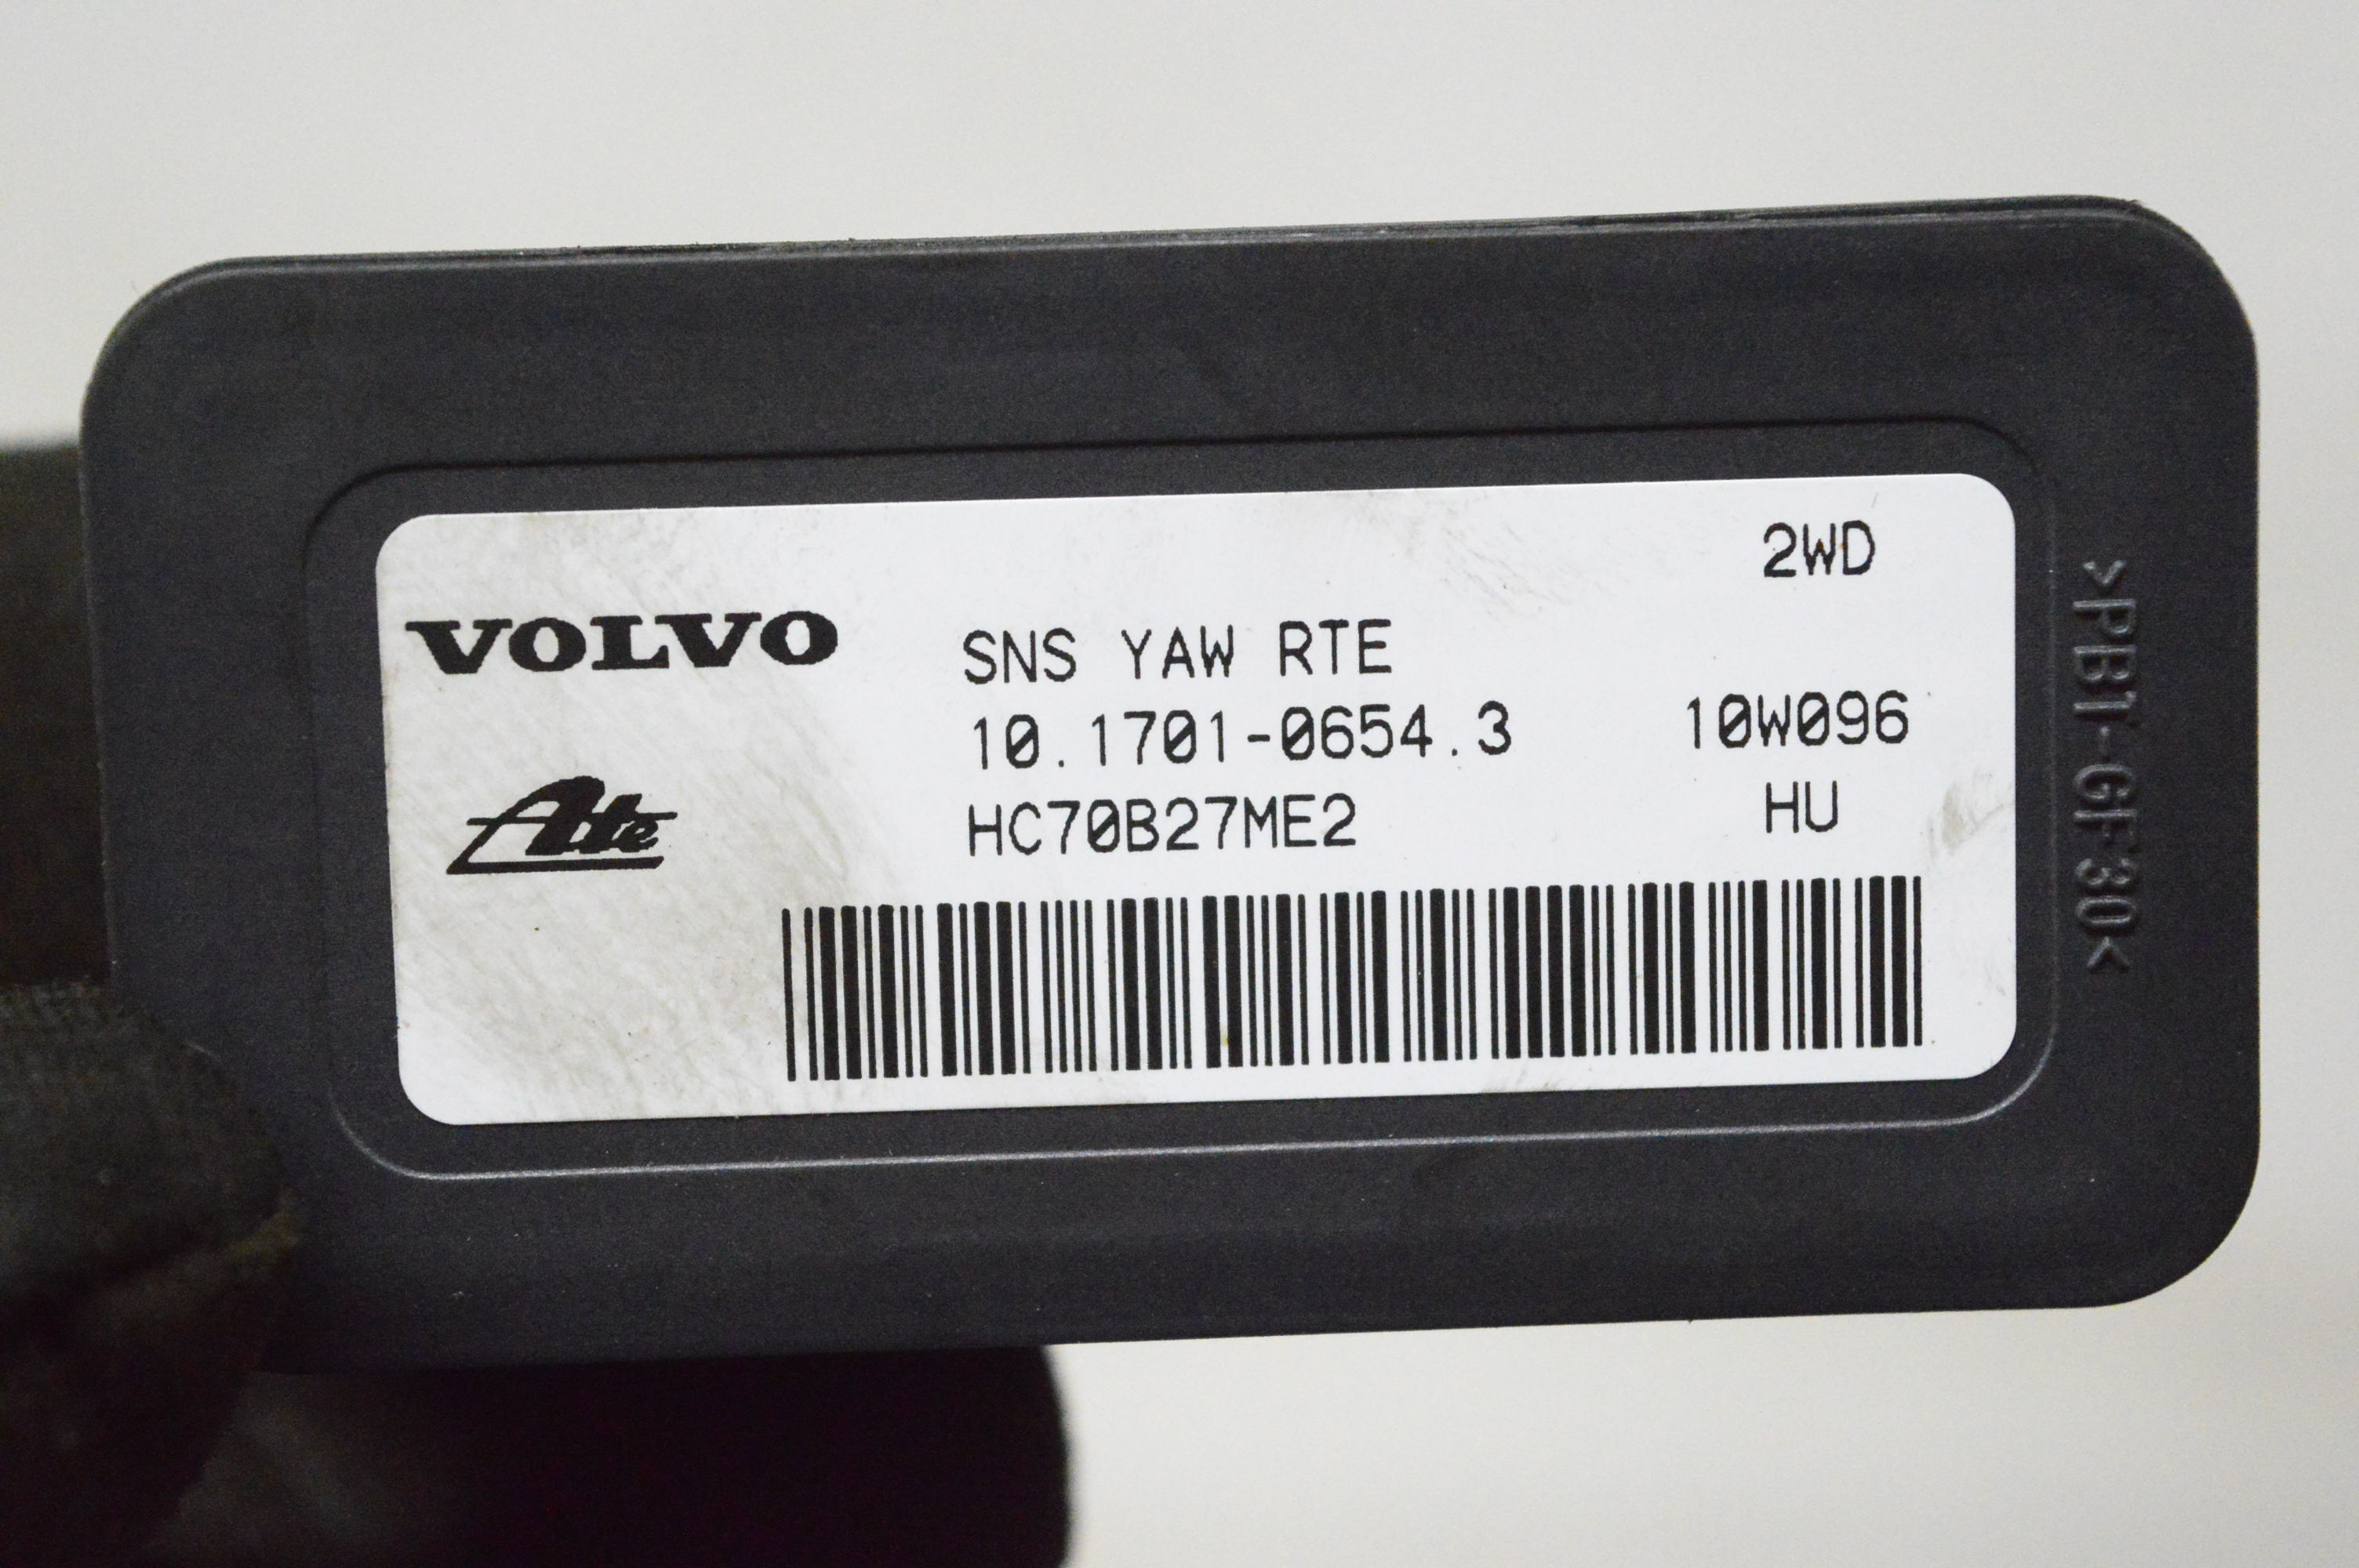 2WD
VOLVO
SNS YAW RTE
10.1701-0654.3 10W096
Ate
HC70B27ME2 HU
>PBT-GF30<